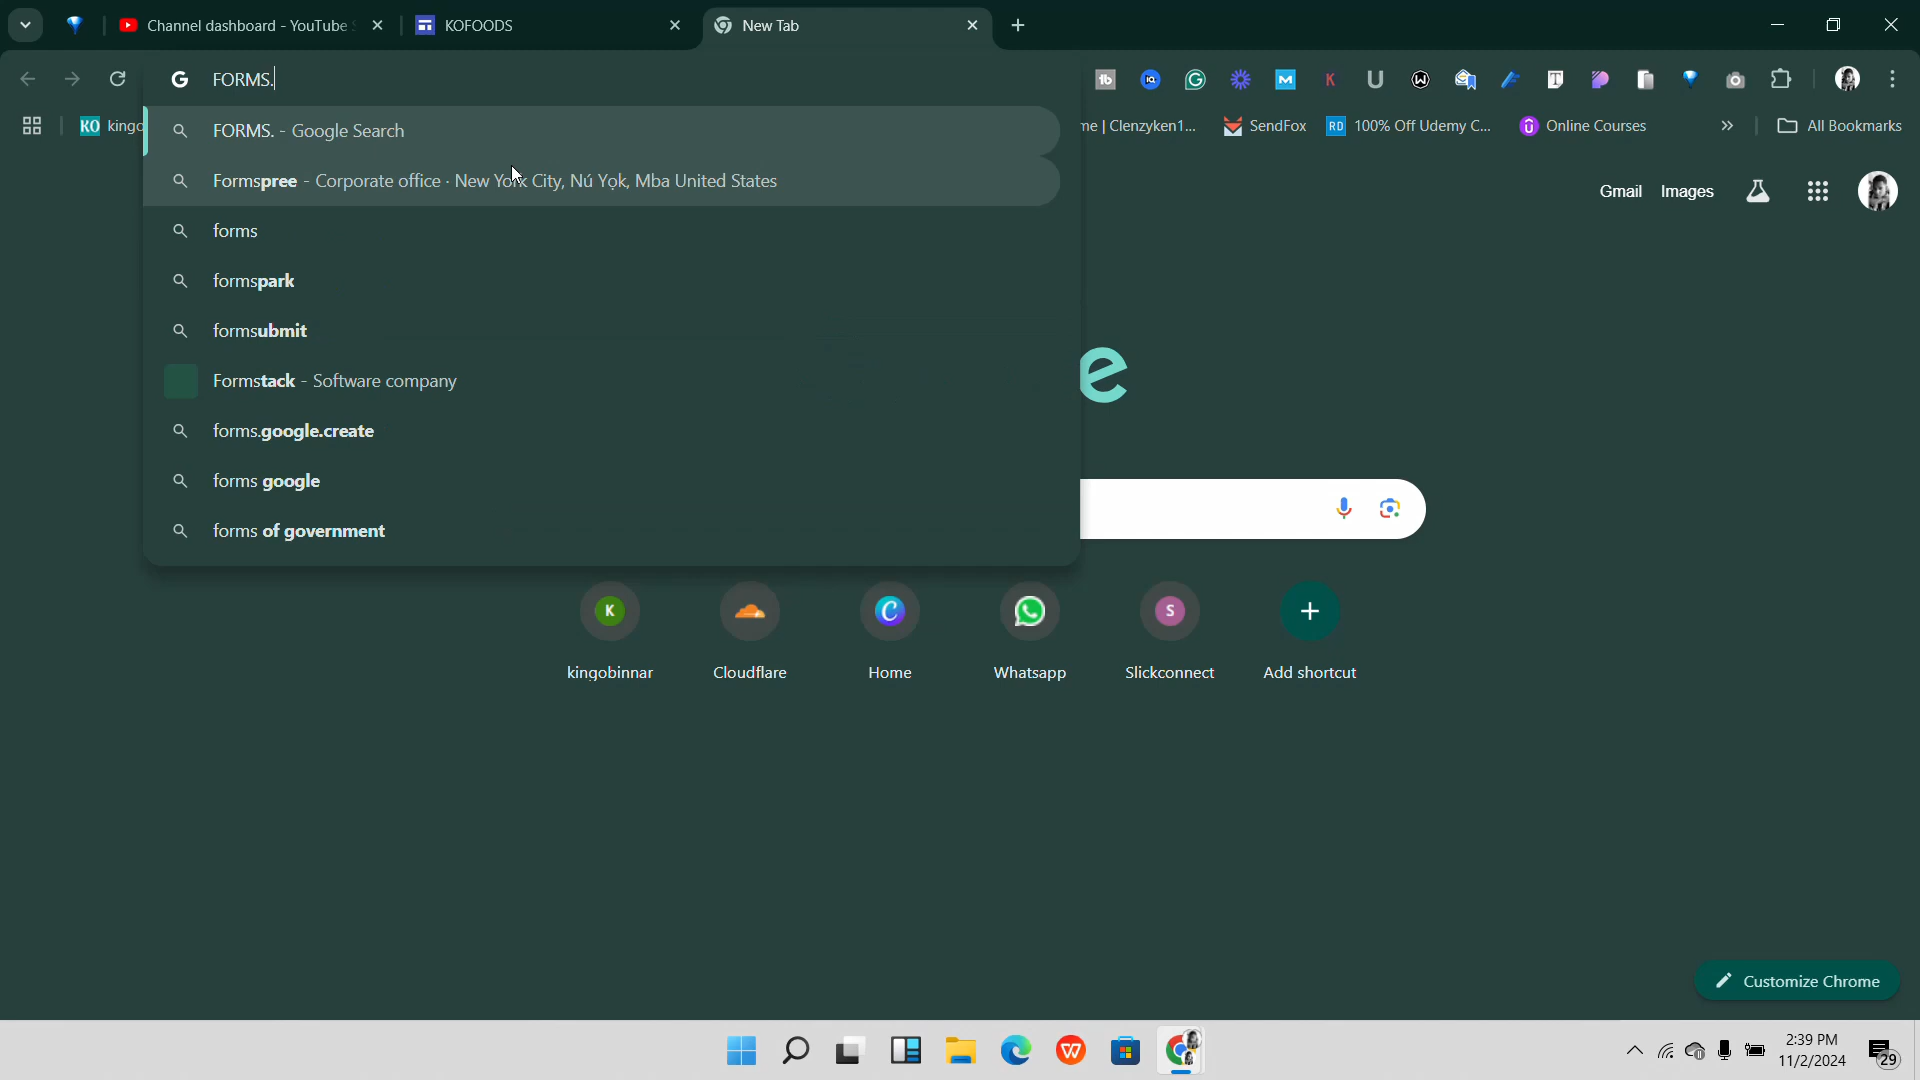 Channel dashboard - YouTube
KOFOODS
New Tab
FORMS.
FORMS. - Google Search
kingo
me | Clenzyken1...
SendFox
RD 100% Off Udemy C...
Online Courses
All Bookmarks
Formspree - Corporate office · New York City, Nú Yọk, Mba United States
Gmail Images
forms
formspark
formsubmit
Formstack - Software company
e
forms.google.create
forms google
forms of government
K
S
kingobinnar
Cloudflare
Home
Whatsapp
Slickconnect
Add shortcut
Customize Chrome
2:39 PM
11/2/2024
29